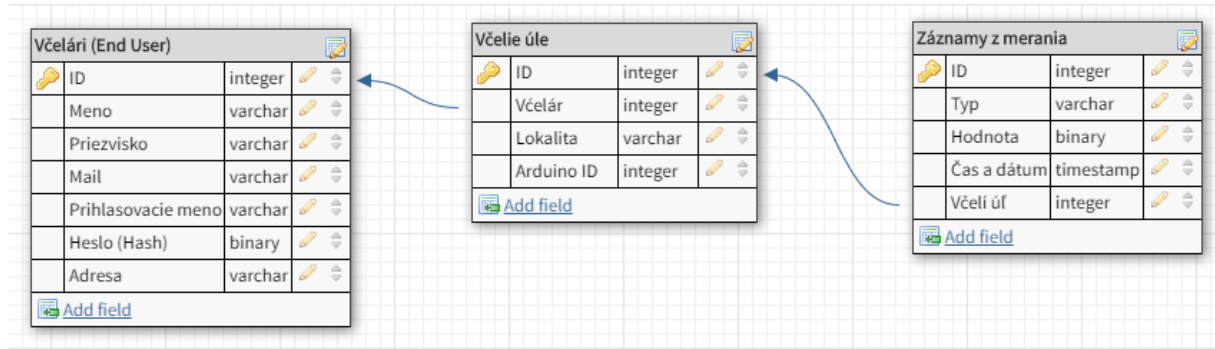 Včelári (End User)
ID integer
Meno varchar
Priezvisko varchar
Mail varchar
Prihlasovacie meno varchar
Heslo (Hash) binary
Adresa varchar
Add field
Včelie úle
ID integer
Vćelár integer
Lokalita varchar
Arduino ID integer
Add field
Záznamy z merania
ID integer
Typ varchar
Hodnota binary
Čas a dátum timestamp
Včelí úľ integer
Add field